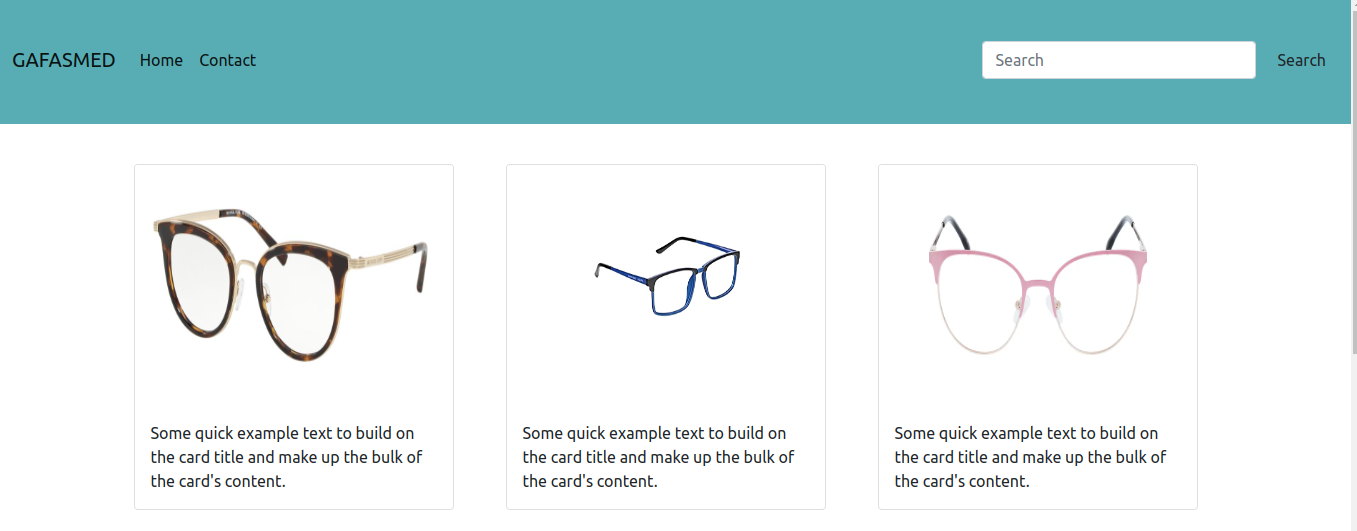 GAFASMED Home Contact Search Search
Some quick example text to build on
the card title and make up the bulk of
the card's content.
Some quick example text to build on
the card title and make up the bulk of
the card's content.
Some quick example text to build on
the card title and make up the bulk of
the card's content.